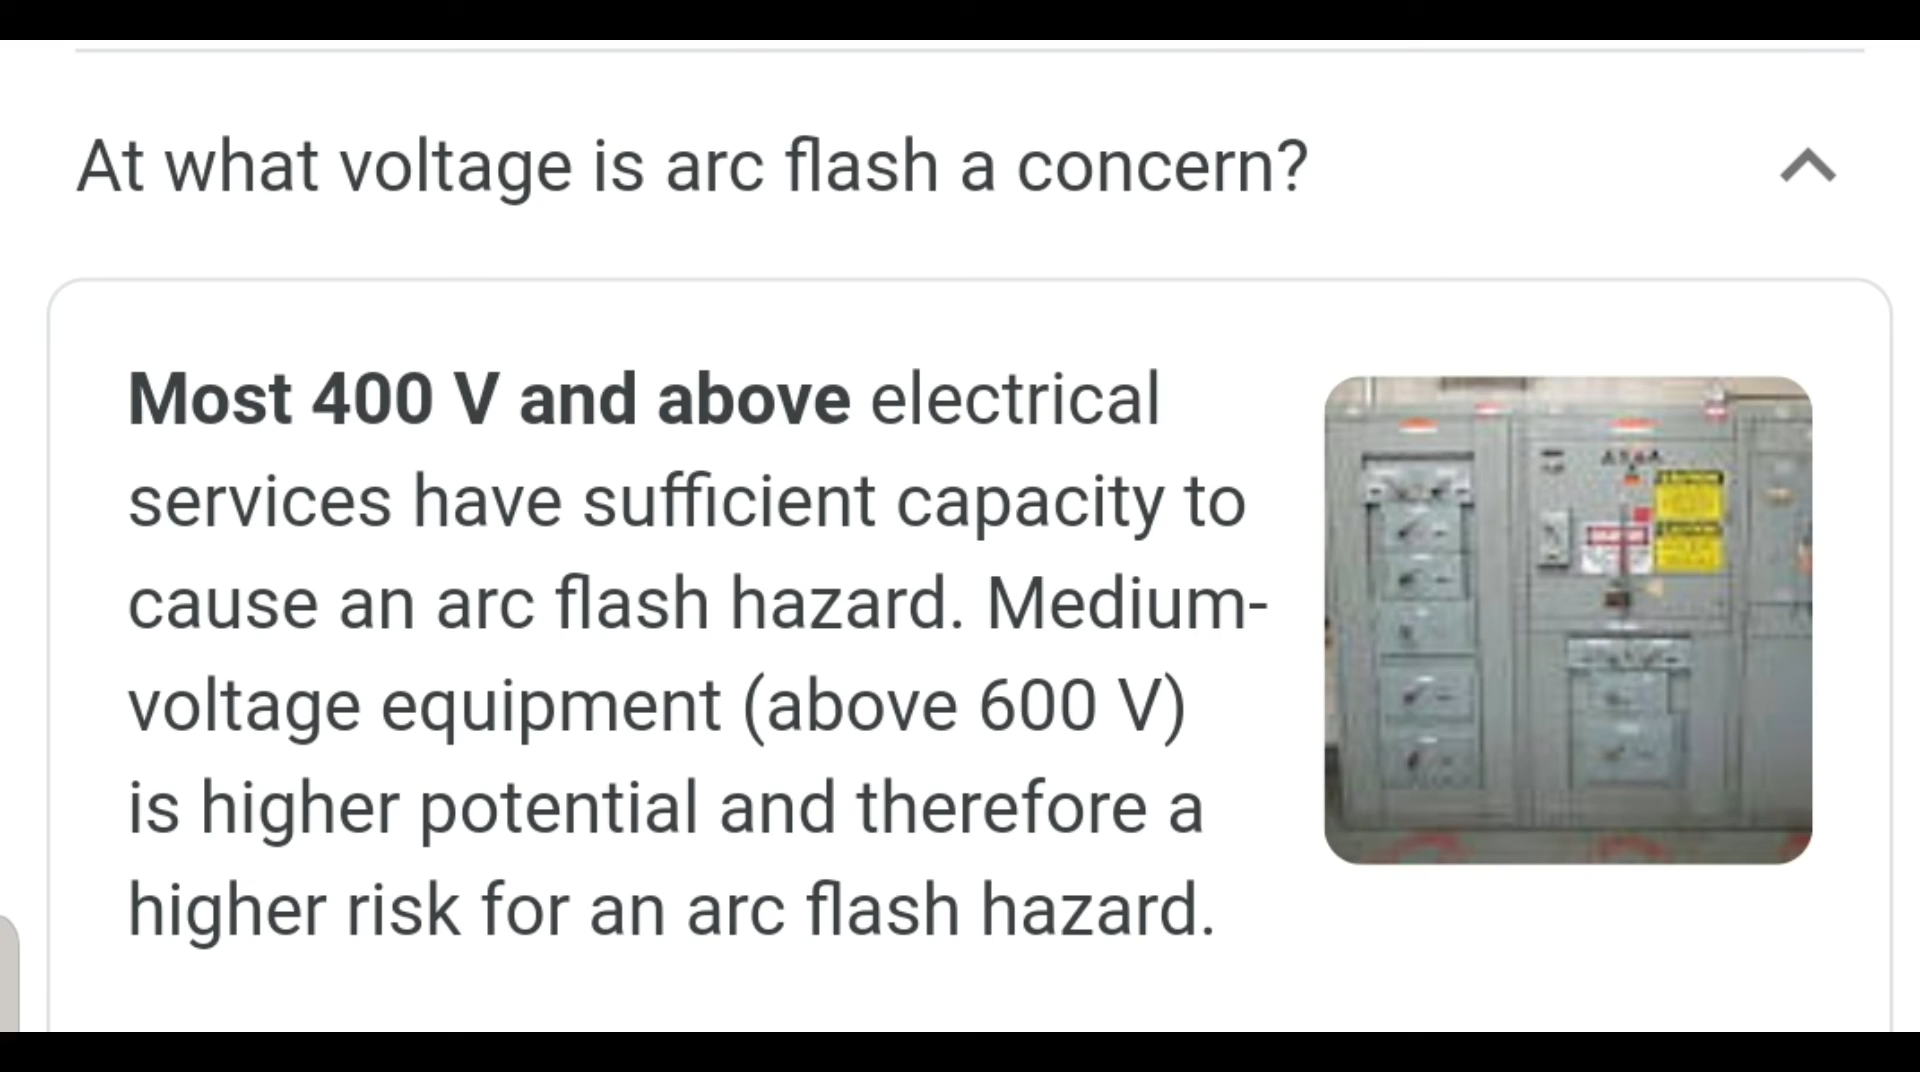 At what voltage is arc flash a concern?
Most 400 V and above electrical
services have sufficient capacity to
cause an arc flash hazard. Medium-
voltage equipment (above 600 V)
is higher potential and therefore a
higher risk for an arc flash hazard.